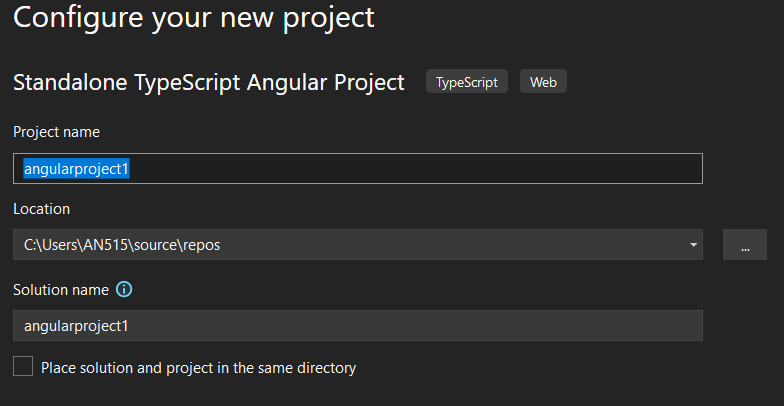 Configure your new project
Standalone TypeScript Angular Project TypeScript Web
Project name
angularproject1
Location
C:\Users\AN515\source\repos ...
Solution name
angularproject1
Place solution and project in the same directory